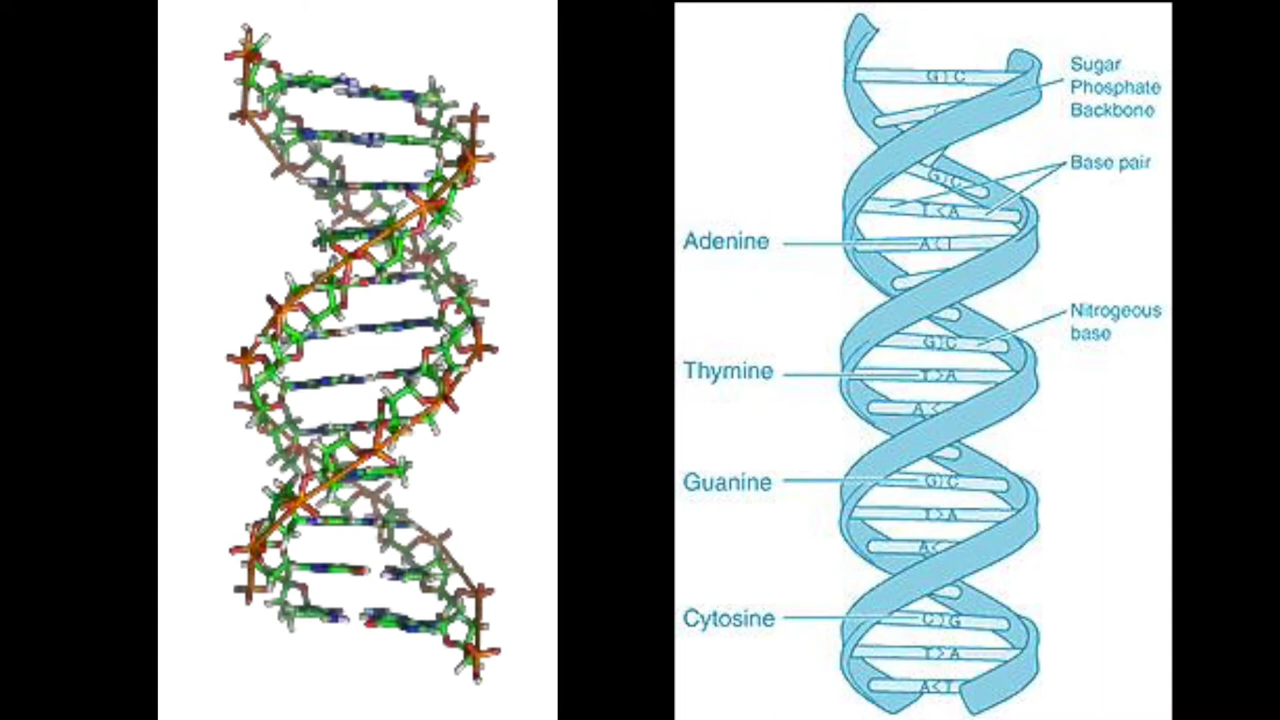 G⟩C
Sugar
Phosphate
Backbone
Base pair
G⟩C
T<A
Adenine
A<T
Nitrogeous
base
G⟩C
Thymine
T>A
A<
Guanine
G⟩C
T>A
A<
Cytosine
C⟩G
T>A
A<T